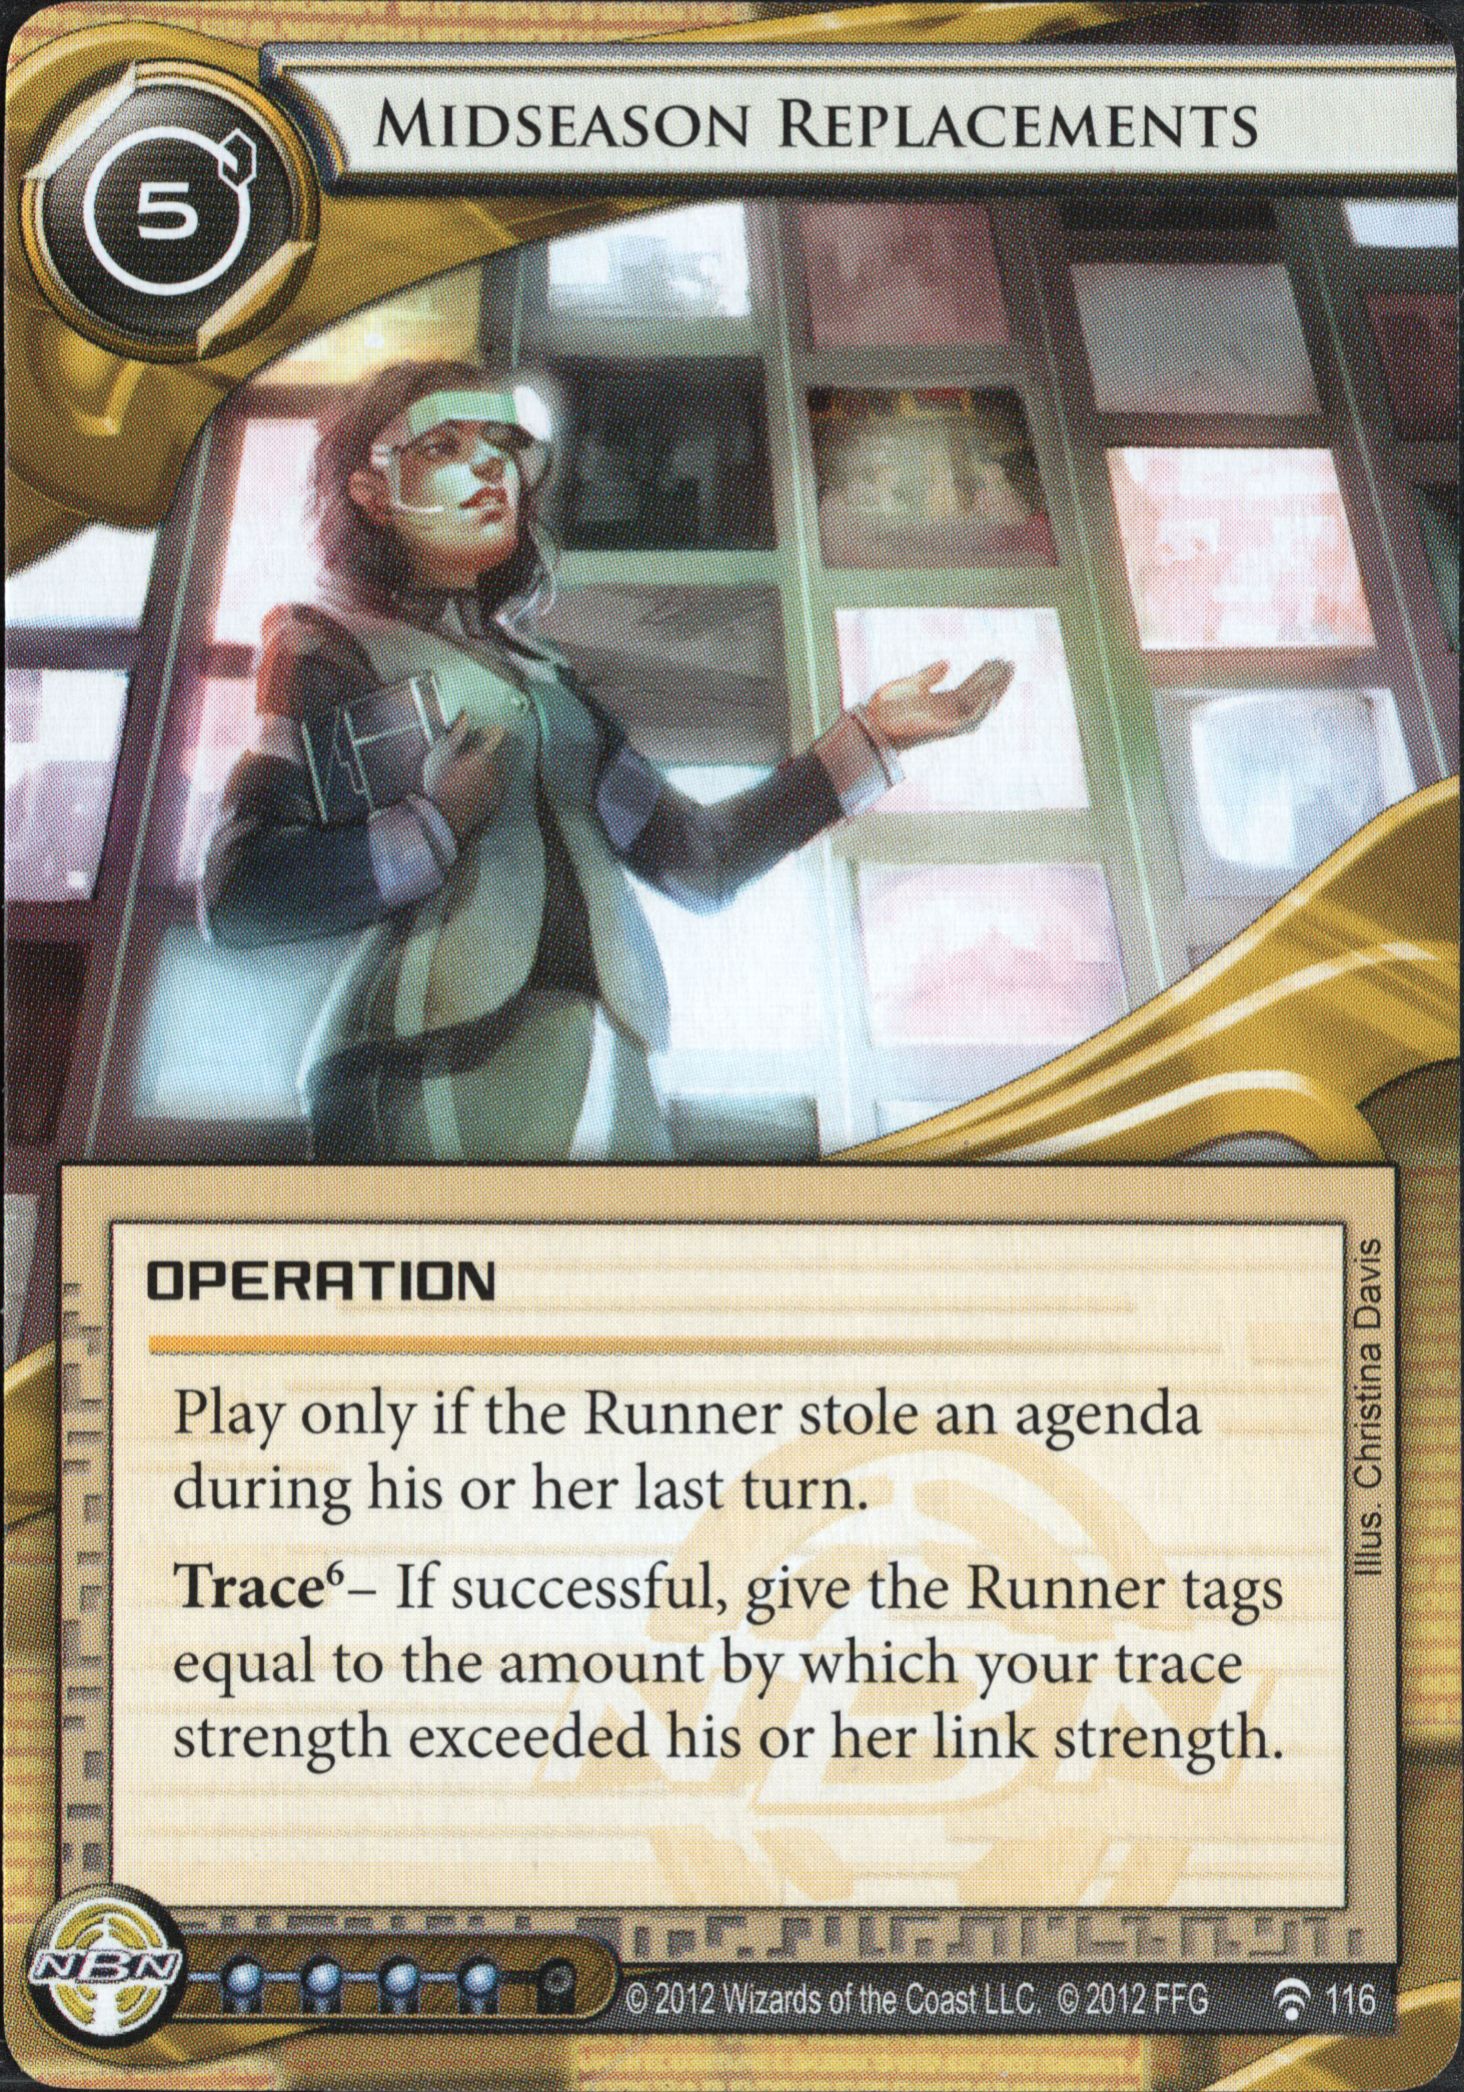 MIDSEASON REPLACEMENTS
5
OPERATION
Play only if the Runner stole an agenda
during his or her last turn.
Trace⁶– If successful, give the Runner tags
equal to the amount by which your trace
strength exceeded his or her link strength.
Illus. Christina Davis
NBN
NBN
© 2012 Wizards of the Coast LLC. © 2012 FFG
116